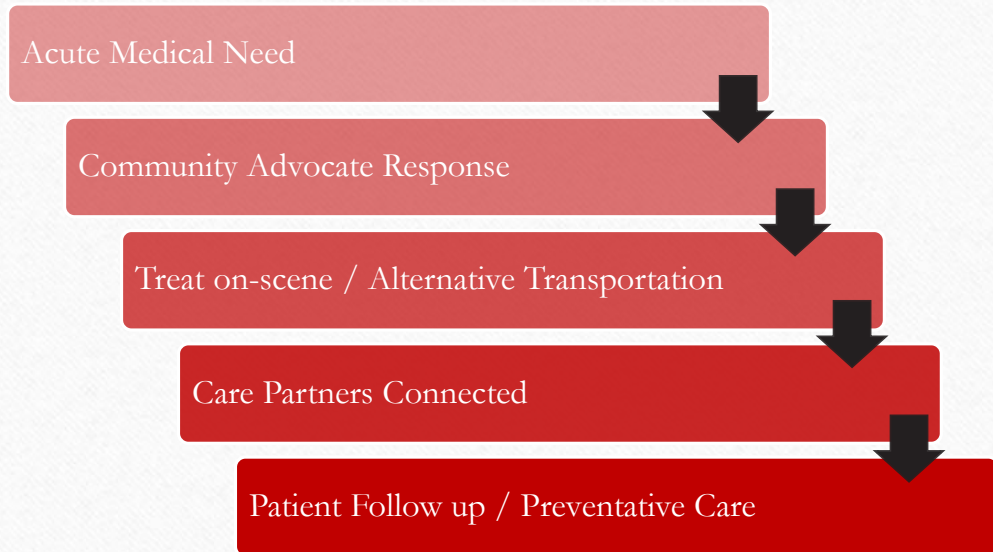 Acute Medical Need
Community Advocate Response
Treat on-scene / Alternative Transportation
Care Partners Connected
Patient Follow up / Preventative Care